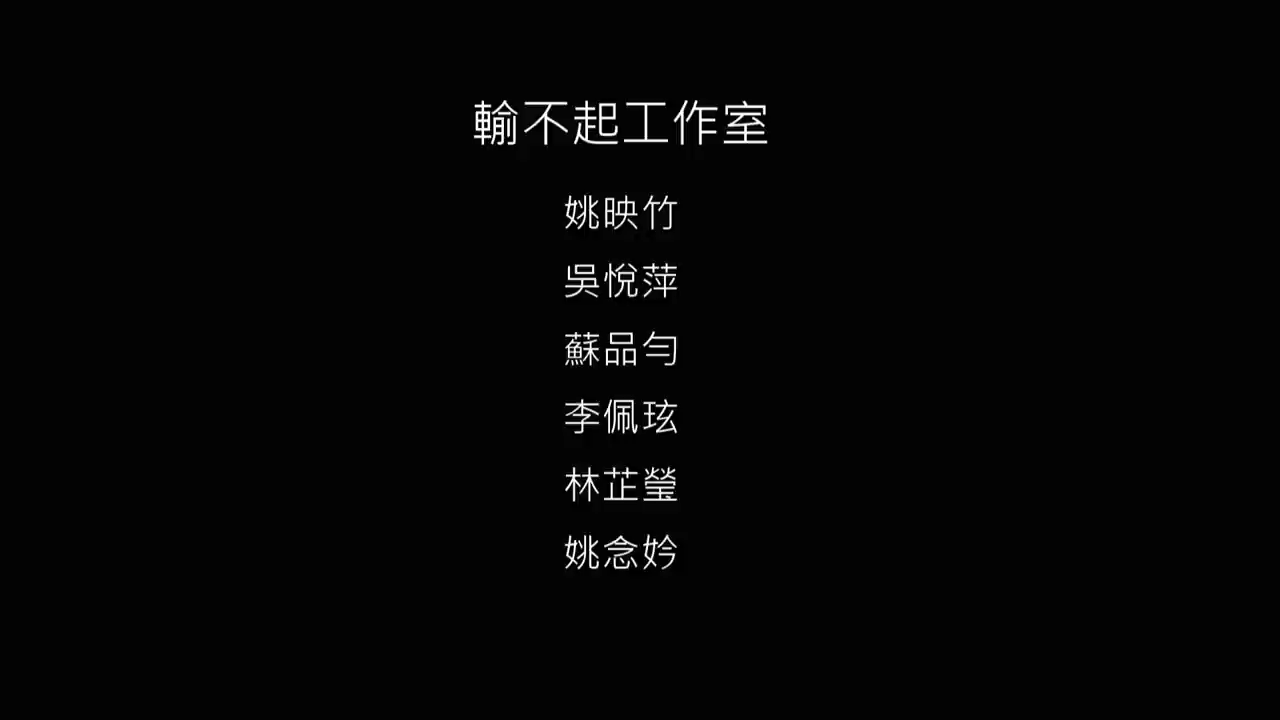 輸不起工作室
姚映竹
吳悅萍
蘇品勻
李佩玹
林芷瑩
姚念妗